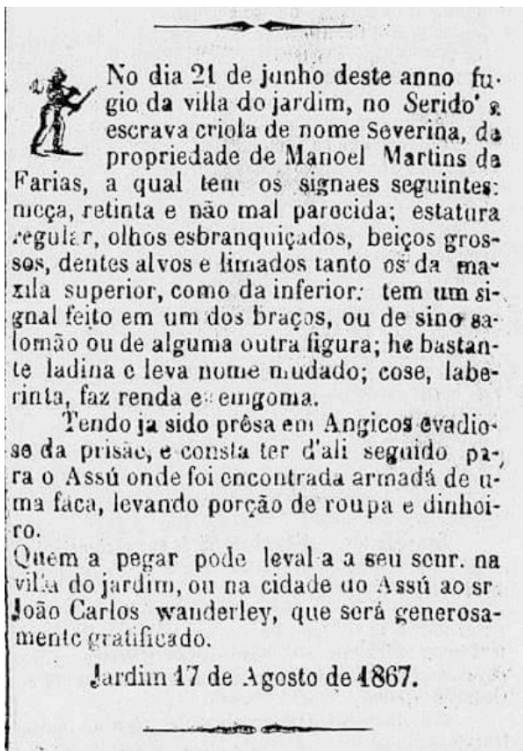 No dia 21 de junho deste anno fu-
gio da villa do jardim, no Seridó a
escrava criola de nome Severina, da
propriedade de Manoel Martins de
Farias, a qual tem os signaes seguintes:
moça, retinta e não mal parecida; estatura
regular, olhos esbranquiçados, beiços gros-
sos, dentes alvos e limados tanto os da ma-
xila superior, como da inferior: tem um si-
gnal feito em um dos braços, ou de sino sa-
lomão ou de alguma outra figura; he bastan-
te ladina e leva nome mudado; cose, labe-
rinta, faz renda e emgoma.
Tendo ja sido prêsa em Angicos evadio-
se da prisão, e consta ter d'ali seguido pa-
ra o Assú onde foi encontrada armada de u-
ma faca, levando porção de roupa e dinhei-
ro.
Quem a pegar pode leval-a a seu senr. na
villa do jardim, ou na cidade do Assú ao sr
João Carlos wanderley, que será generosa-
mente gratificado.
Jardim 17 de Agosto de 1867.